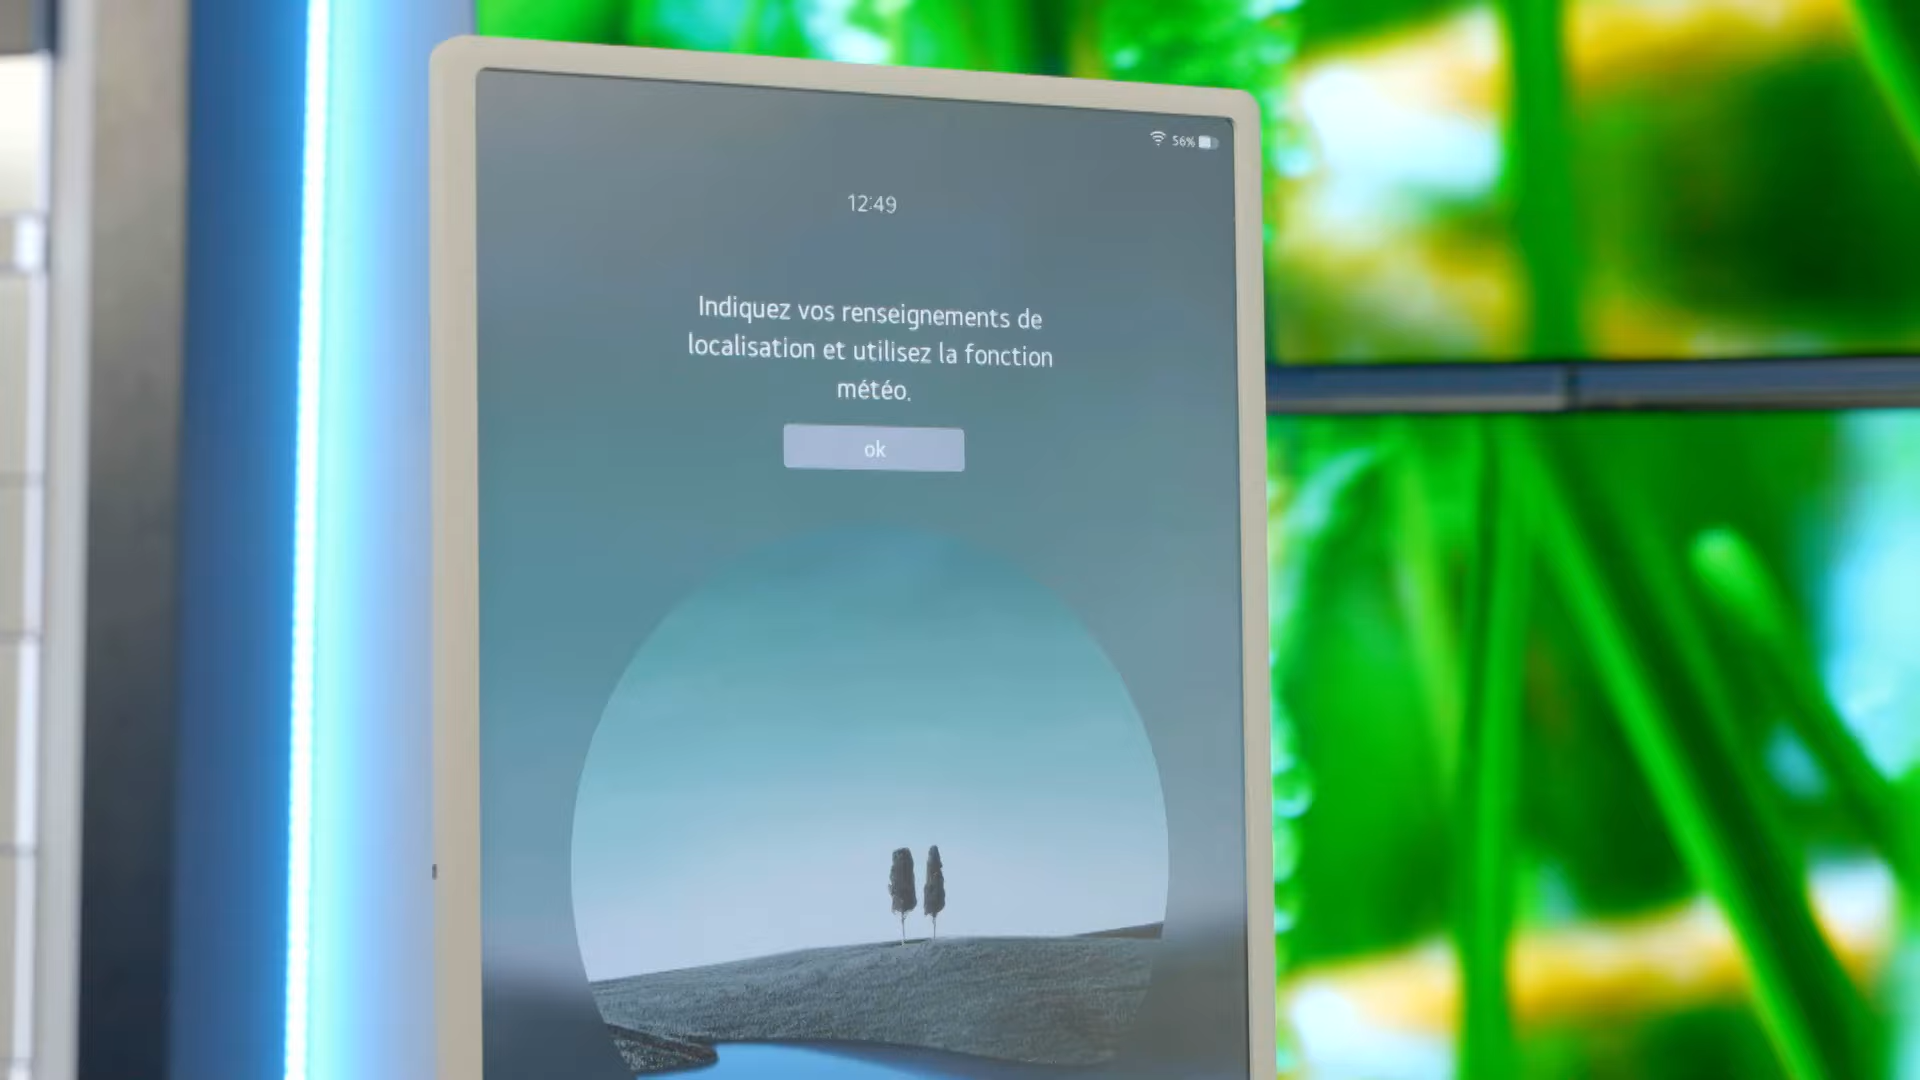 56%
12:49
Indiquez vos renseignements de
localisation et utilisez la fonction
météo.
ok